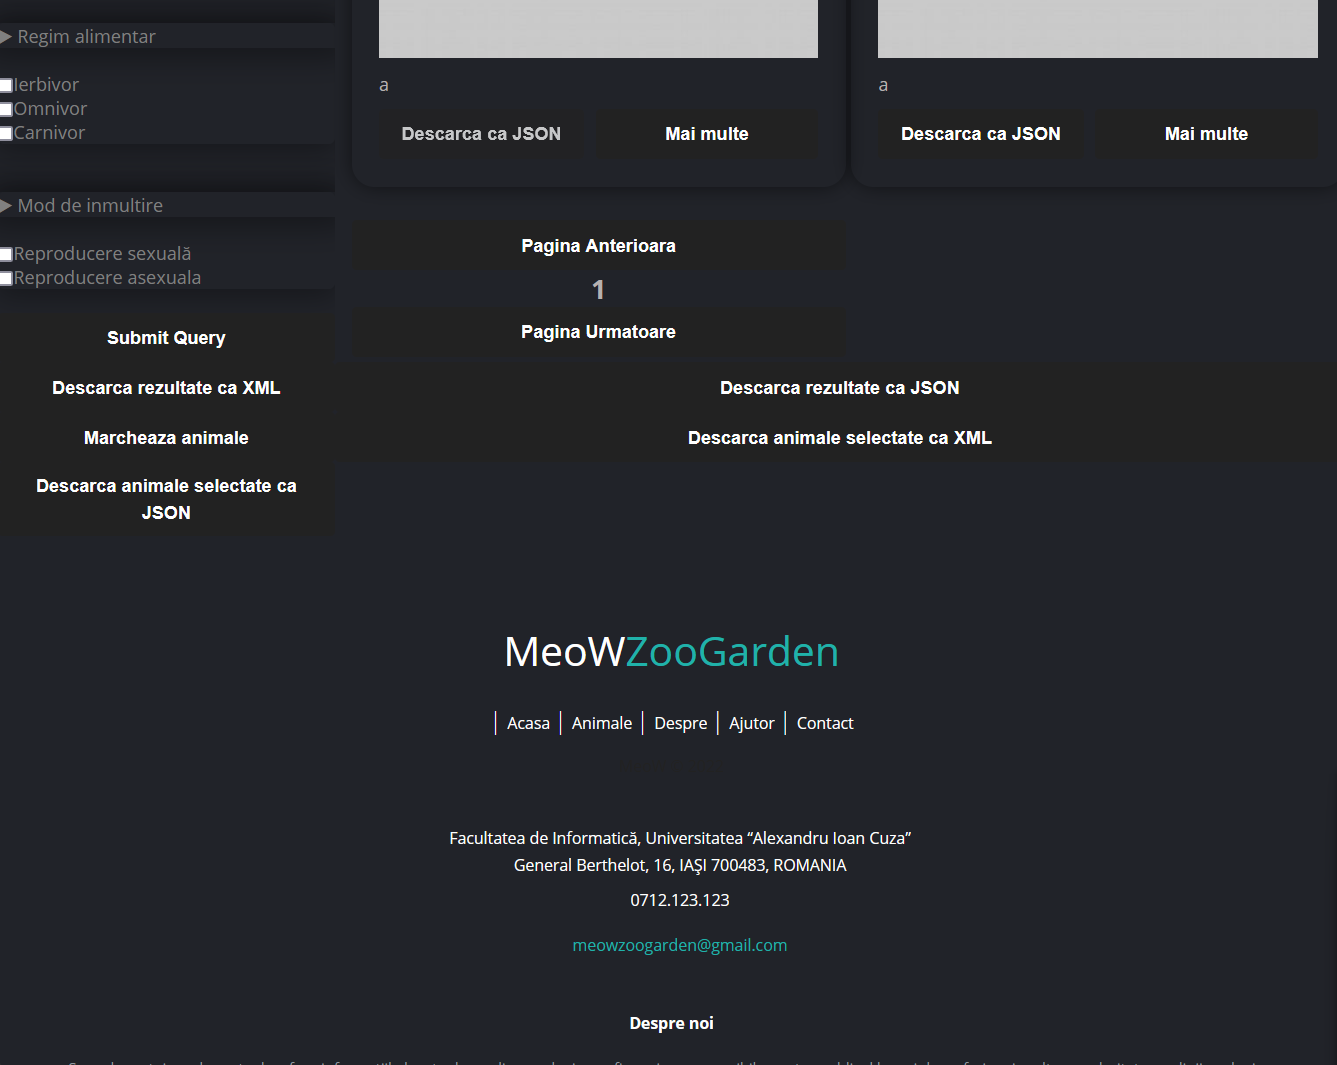 Regim alimentar
Ierbivor
Omnivor
Carnivor
Mod de inmultire
Reproducere sexuală
Reproducere asexuala
Submit Query
Descarca rezultate ca XML
Marcheaza animale
Descarca animale selectate ca
JSON
a
Descarca ca JSON Mai multe
a
Descarca ca JSON Mai multe
Pagina Anterioara
1
Pagina Urmatoare
Descarca rezultate ca JSON
Descarca animale selectate ca XML
MeoWZooGarden
Acasa Animale Despre Ajutor Contact
Facultatea de Informatică, Universitatea “Alexandru Ioan Cuza”
General Berthelot, 16, IAŞI 700483, ROMANIA
0712.123.123
meowzoogarden@gmail.com
Despre noi